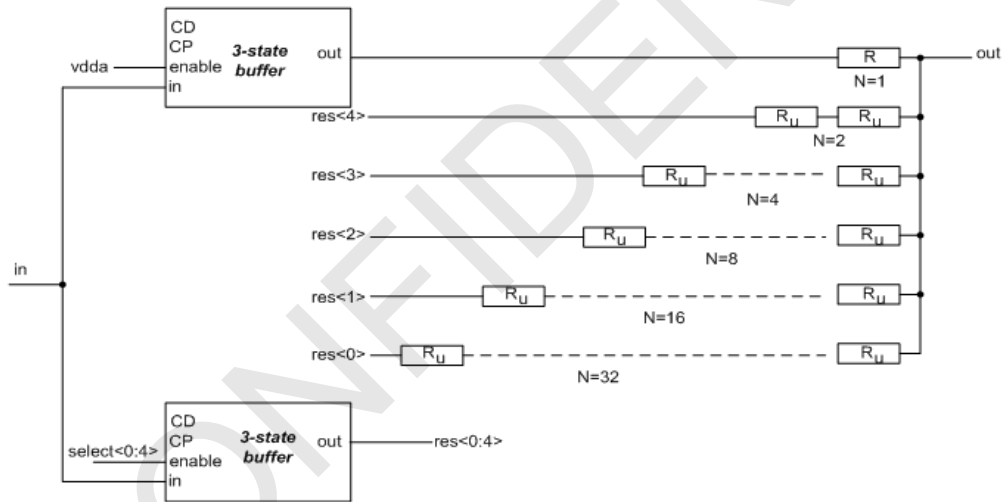 CD
CP
3-state
buffer
out
vdda
enable
in
R
N=1
out
res<4>
Ru
Ru
N=2
res<3>
Ru
Ru
N=4
res<2>
Ru
Ru
N=8
in
res<1>
Ru
Ru
N=16
res<0>
Ru
Ru
N=32
CD
CP
3-state
buffer
out
res<0:4>
select<0:4>
enable
in
ONFIDEN